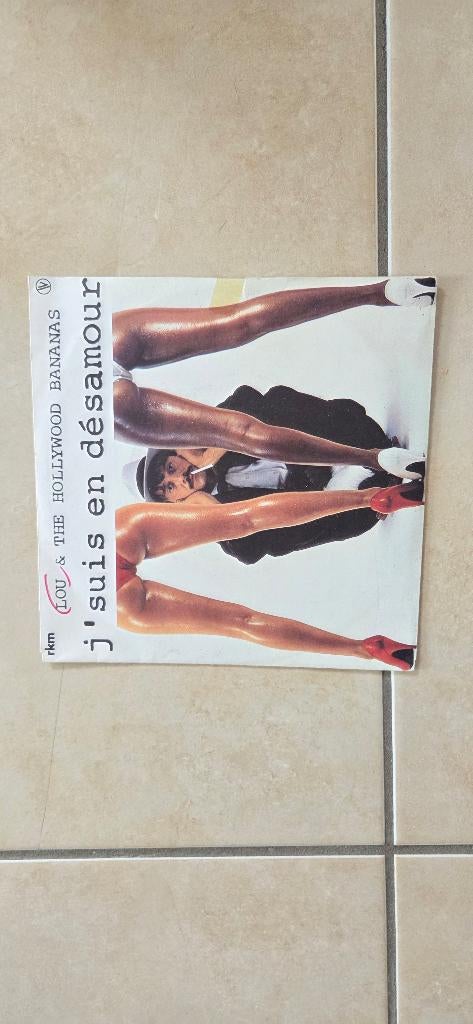 rkm
LOU & THE HOLLYWOOD BANANAS
j'suis en désamour